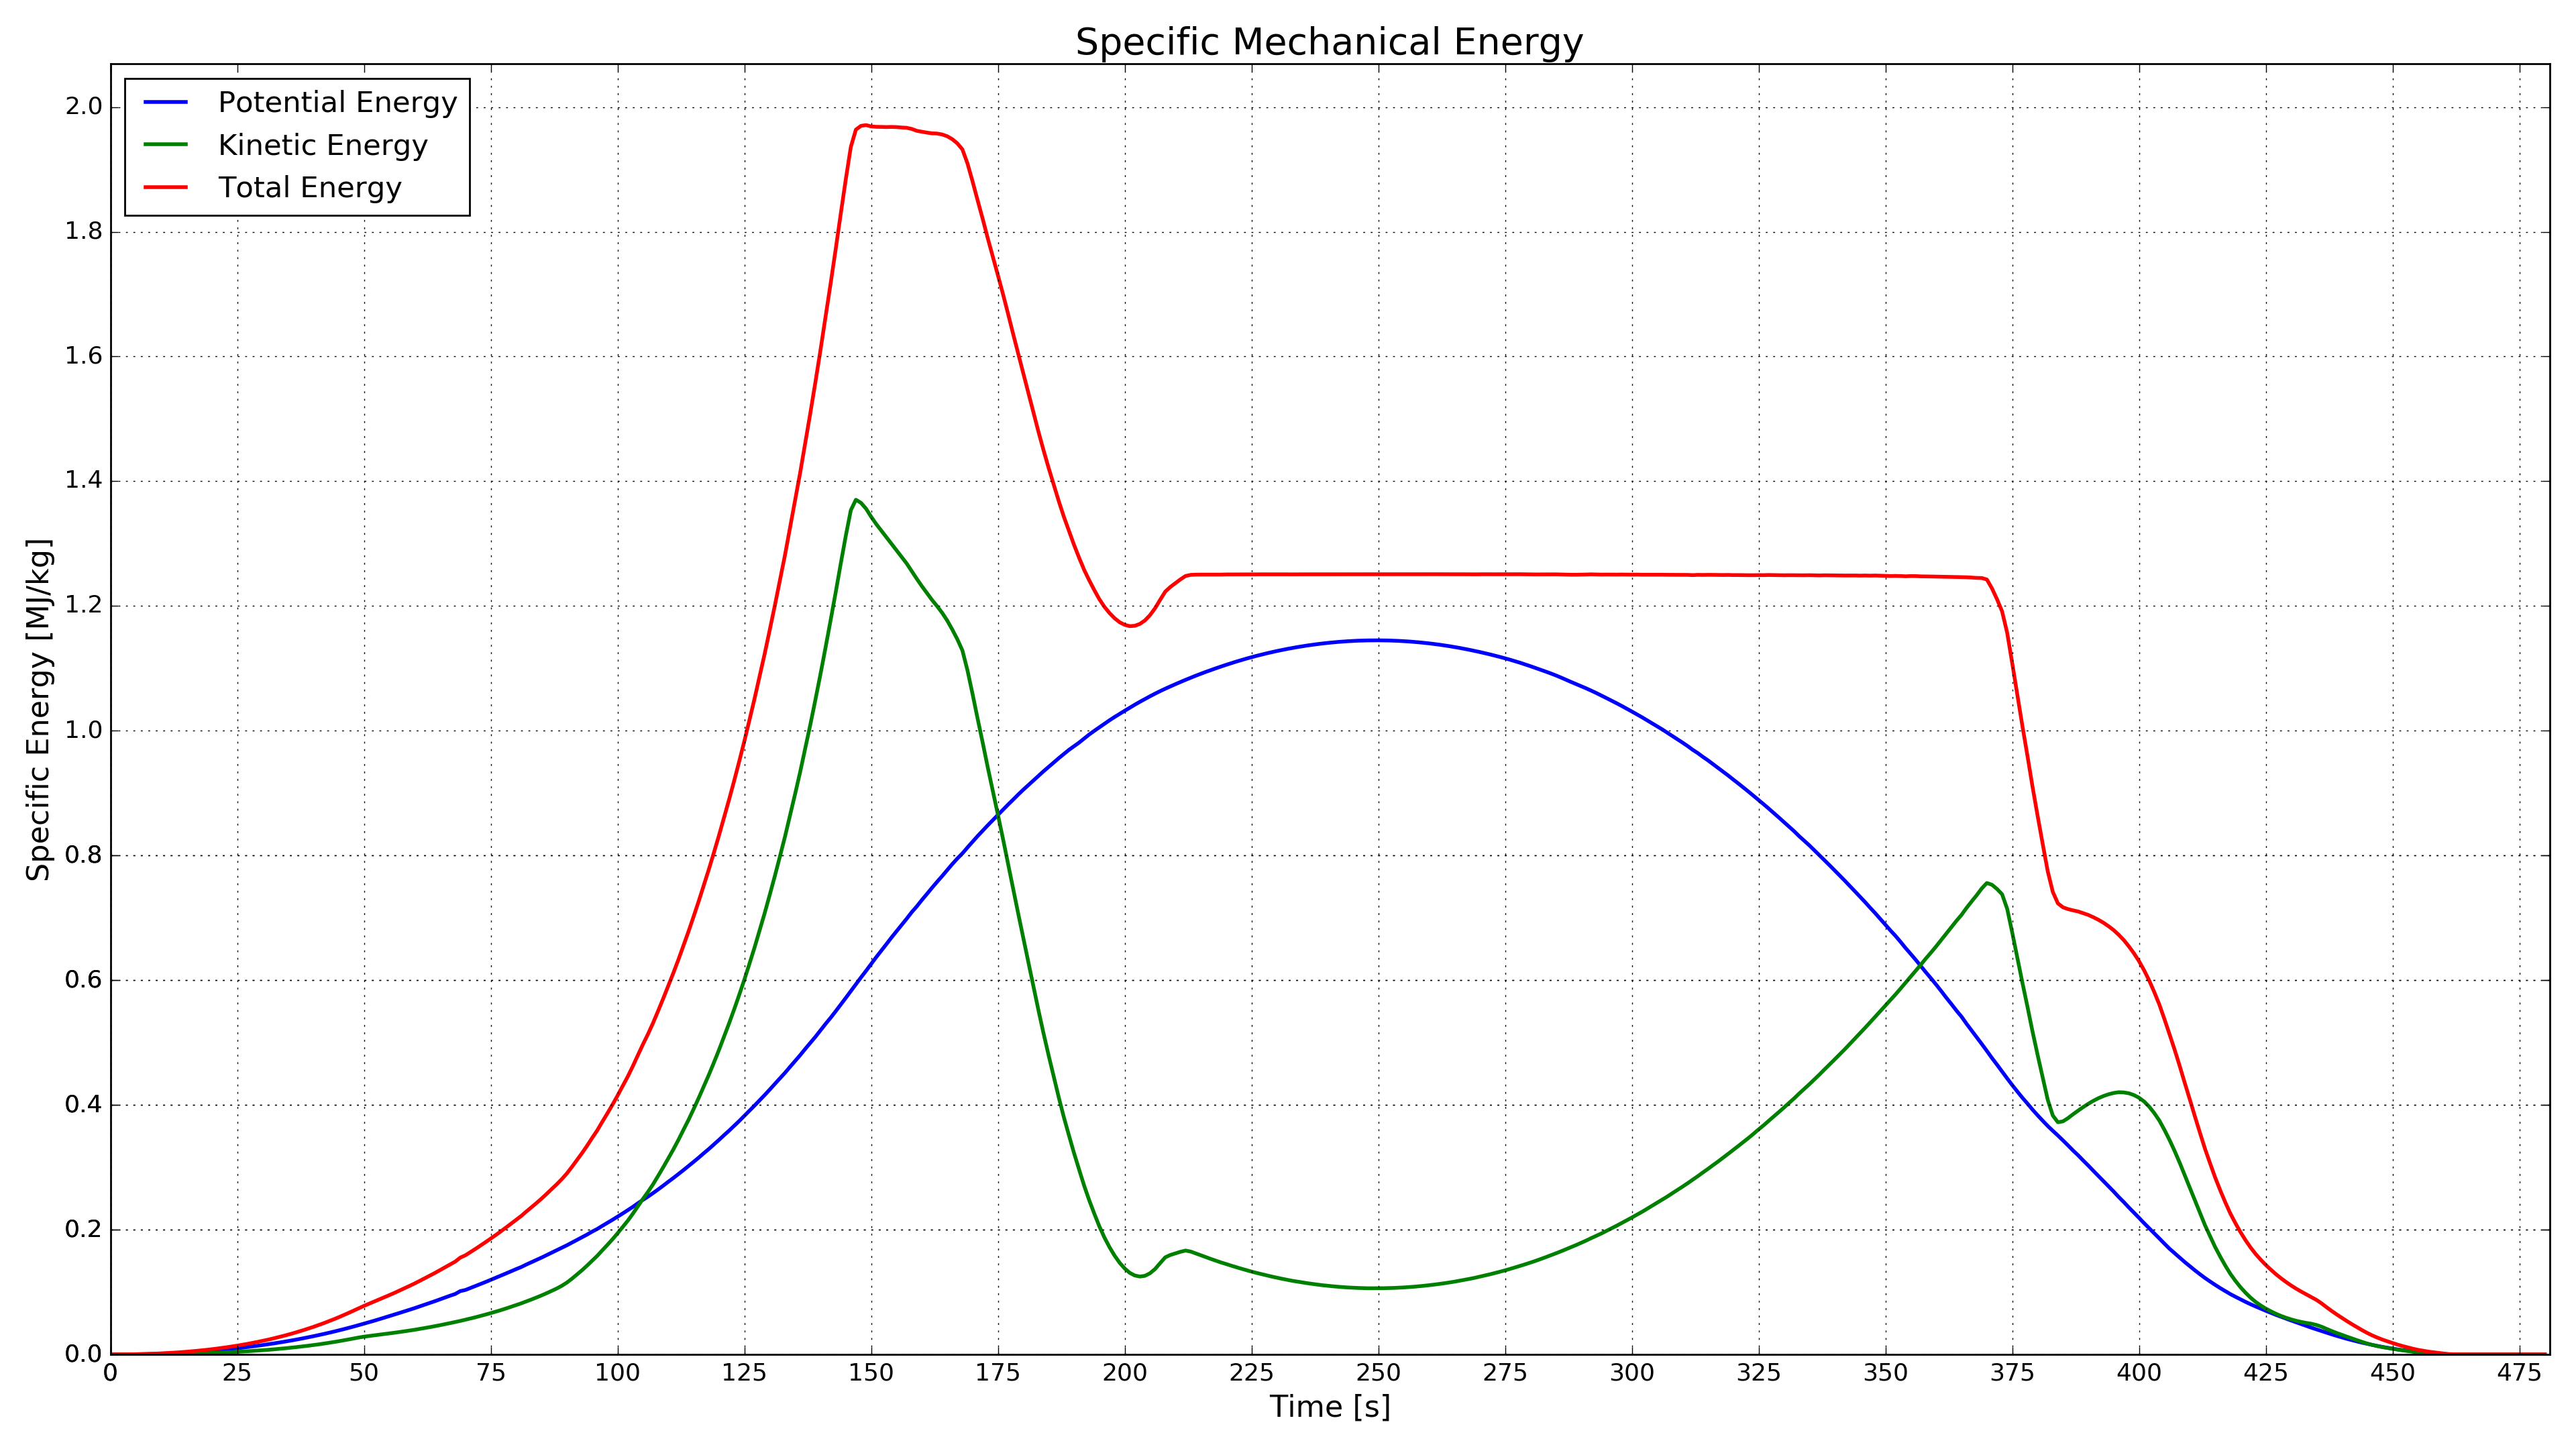 Specific Mechanical Energy
Potential Energy
Kinetic Energy
Total Energy
Specific Energy [MJ/kg]
2.0
1.8
1.6
1.4
1.2
1.0
0.8
0.6
0.4
0.2
0.0
0 25 50 75 100 125 150 175 200 225 250 275 300 325 350 375 400 425 450 475
Time [s]